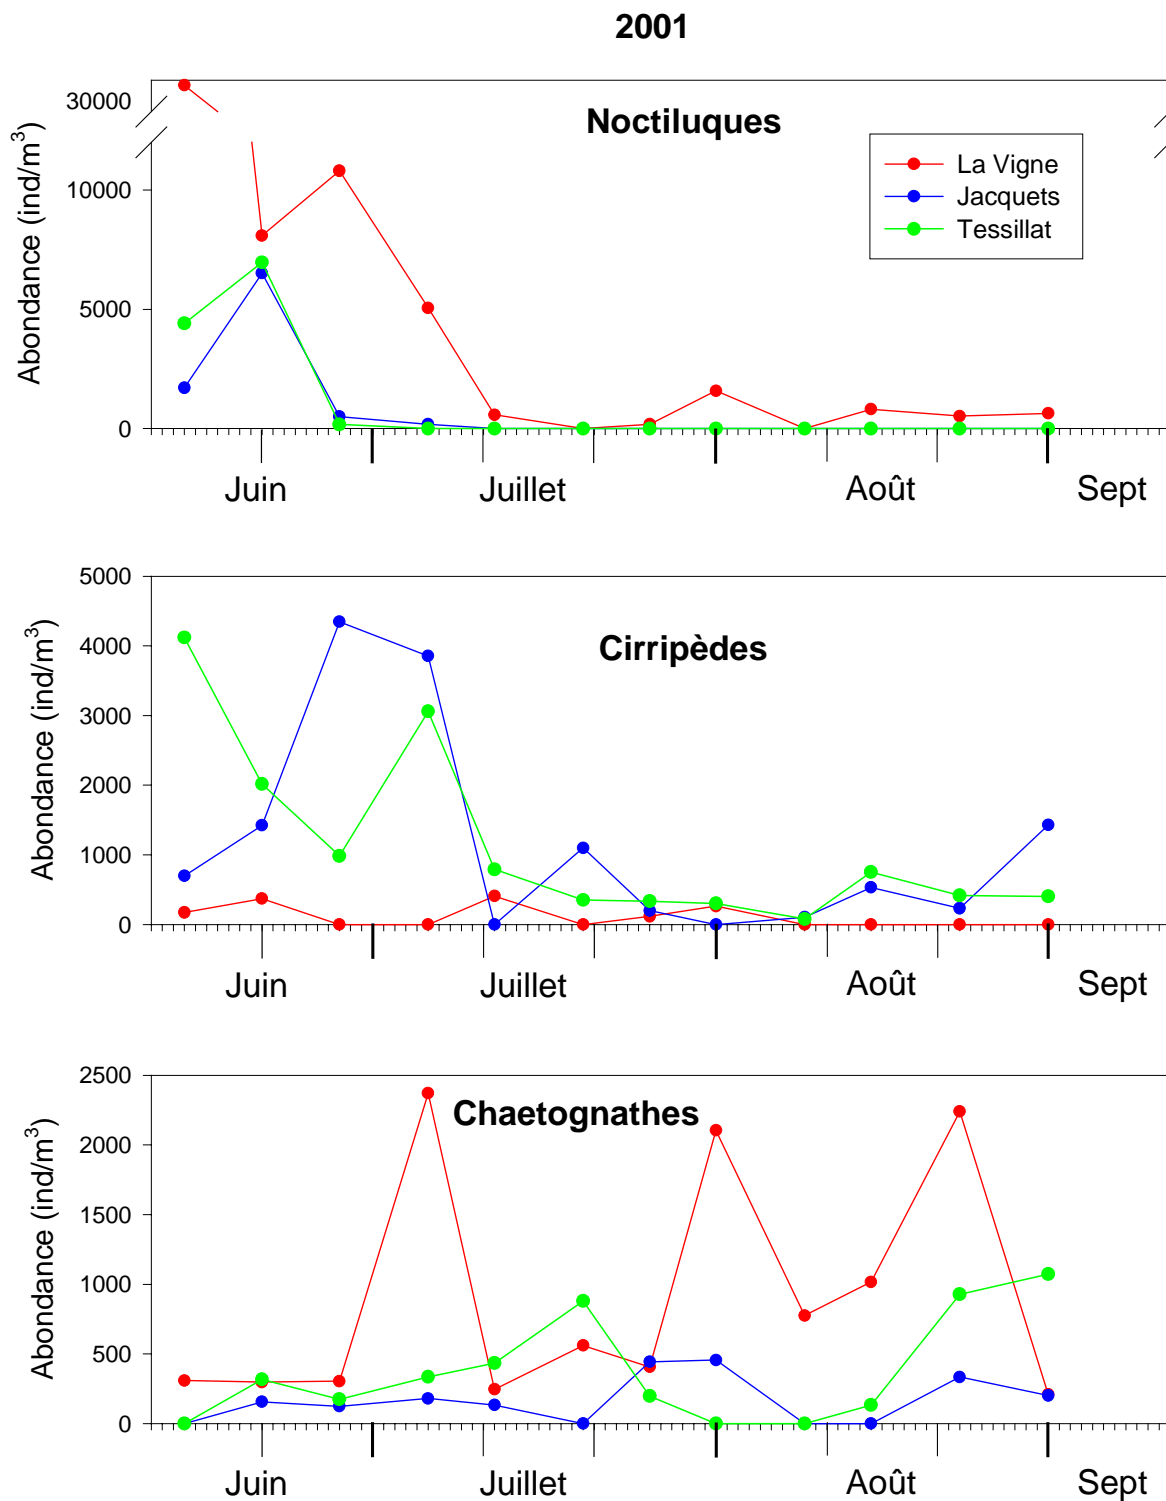 2001
Noctiluques
Abondance (ind/m³)
30000
10000
5000
0
La Vigne
Jacquets
Tessillat
Juin Juillet Août Sept
Cirripèdes
Abondance (ind/m³)
5000
4000
3000
2000
1000
0
Juin Juillet Août Sept
Chaetognathes
Abondance (ind/m³)
2500
2000
1500
1000
500
0
Juin Juillet Août Sept